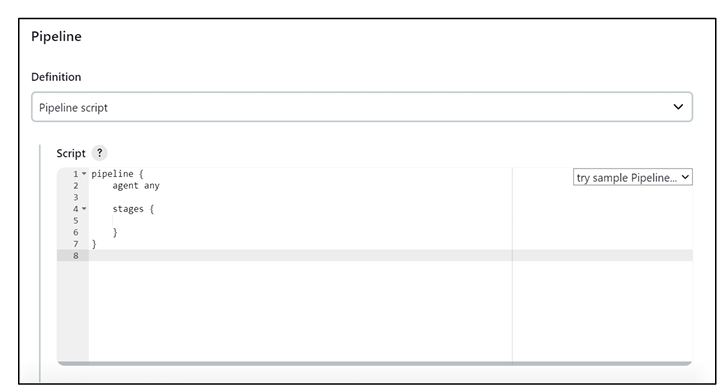 Pipeline
Definition
Pipeline script
Script ?
try sample Pipeline...
1 pipeline {
2     agent any
3
4     stages {
5
6     }
7 }
8